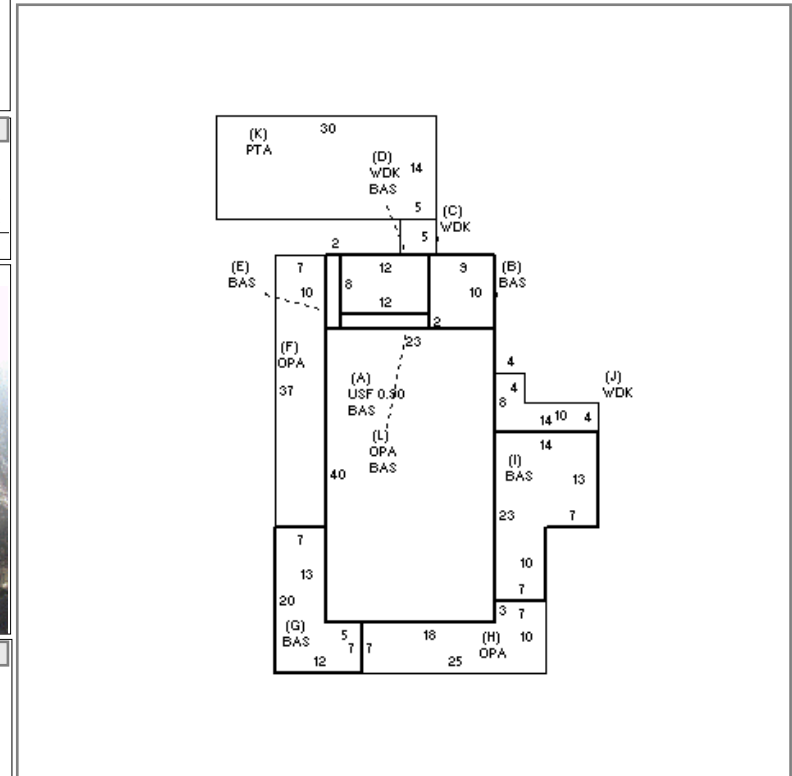 (K)
PTA
30
(D)
WDK
BAS
14
5
(C)
WDK
5
2
(E)
BAS
7
10
12
8
12
9
10
(B)
BAS
2
23
(F)
OPA
37
(A)
USF 0.90
BAS
(L)
OPA
BAS
40
4
4
8
14
10
4
(J)
WDK
14
(I)
BAS
13
23
7
10
7
7
13
20
(G)
BAS
5
7
12
7
18
25
(H)
OPA
3
7
10